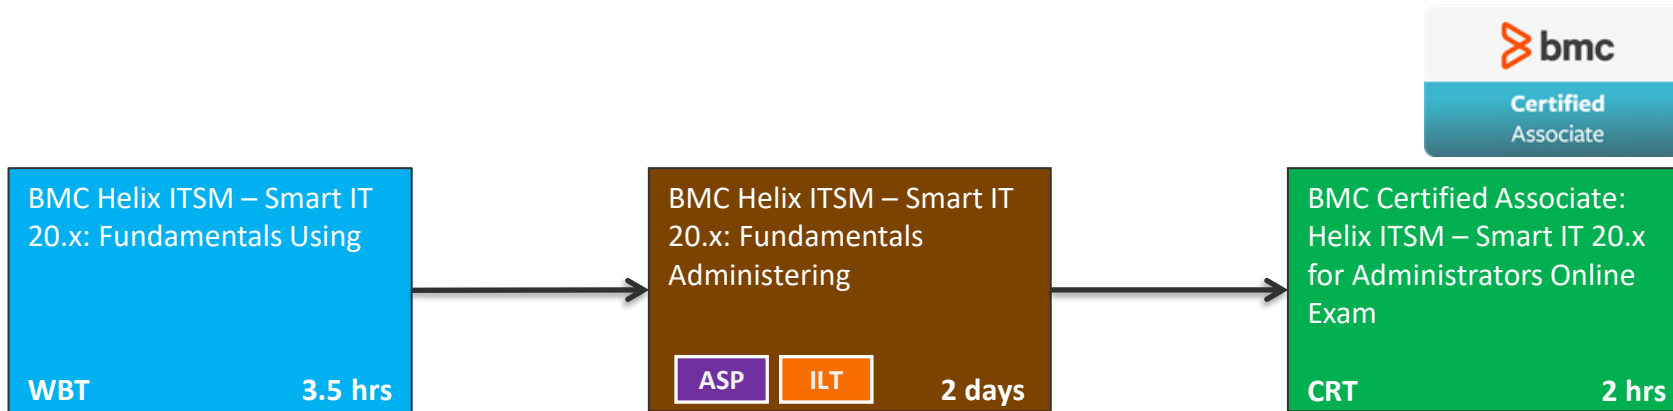 bmc
Certified
Associate
BMC Helix ITSM – Smart IT
20.x: Fundamentals Using
WBT 3.5 hrs
BMC Helix ITSM – Smart IT
20.x: Fundamentals
Administering
ASP ILT 2 days
BMC Certified Associate:
Helix ITSM – Smart IT 20.x
for Administrators Online
Exam
CRT 2 hrs